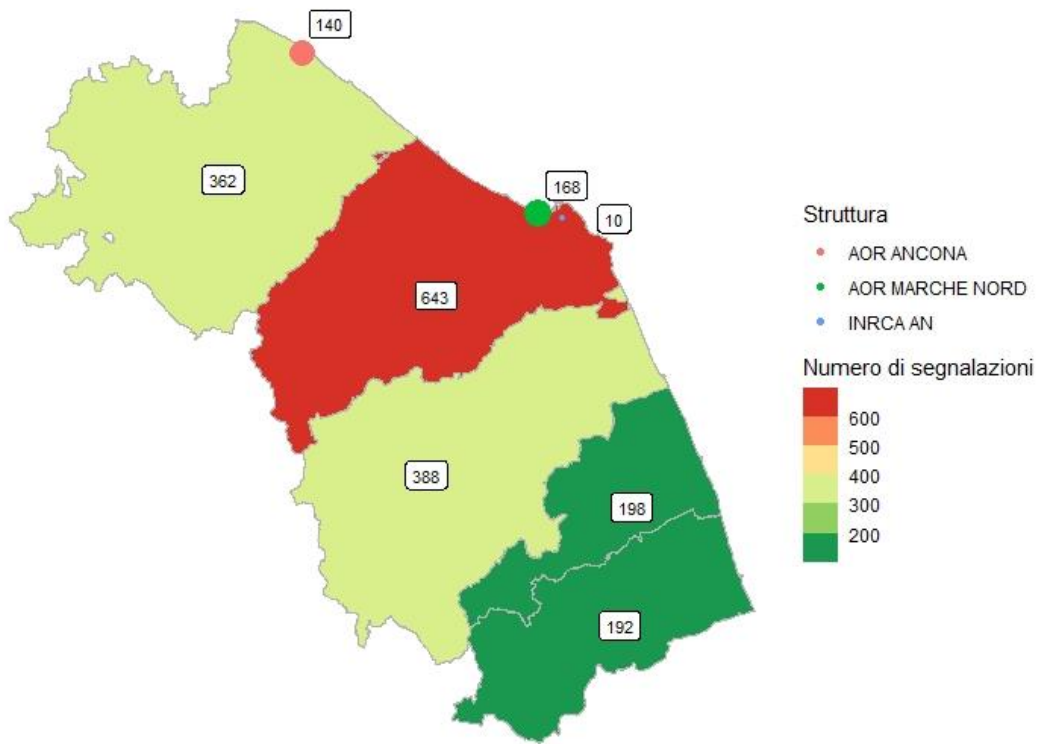 140
362
168
10
643
388
198
192
Struttura
AOR ANCONA
AOR MARCHE NORD
INRCA AN
Numero di segnalazioni
600
500
400
300
200